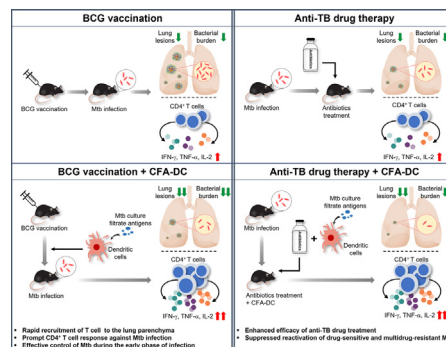 BCG vaccination
Lung lesions
Bacterial burden
BCG vaccination
Mtb infection
CD4⁺ T cells
IFN-γ, TNF-α, IL-2
Anti-TB drug therapy
Lung lesions
Bacterial burden
Antibiotics
Mtb infection
Antibiotics treatment
CD4⁺ T cells
IFN-γ, TNF-α, IL-2
BCG vaccination + CFA-DC
Lung lesions
Bacterial burden
BCG vaccination
Mtb culture filtrate antigens
Dendritic cells
Mtb infection
CD4⁺ T cells
IFN-γ, TNF-α, IL-2
• Rapid recruitment of T cell to the lung parenchyma
• Prompt CD4⁺ T cell response against Mtb infection
• Effective control of Mtb during the early phase of infection
Anti-TB drug therapy + CFA-DC
Lung lesions
Bacterial burden
Mtb infection
Mtb culture filtrate antigens
Antibiotics
+
Dendritic cells
Antibiotics treatment
+ CFA-DC
CD4⁺ T cells
IFN-γ, TNF-α, IL-2
• Enhanced efficacy of anti-TB drug treatment
• Suppressed reactivation of drug-sensitive and multidrug-resistant M